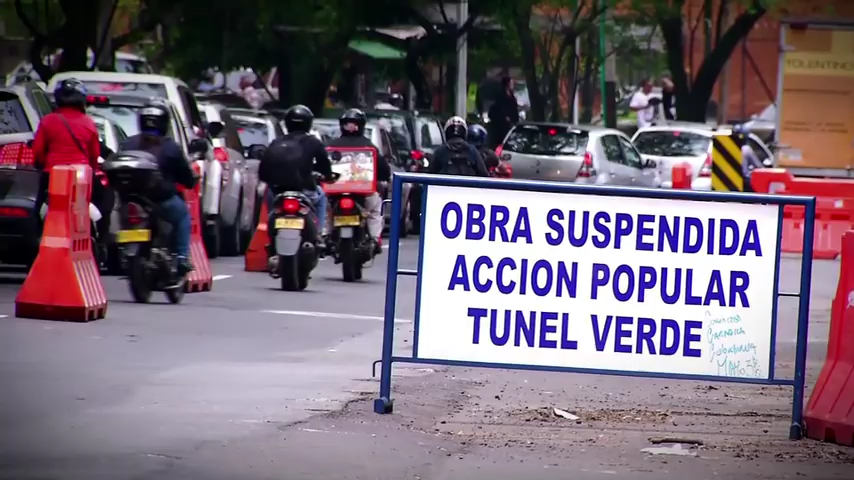 TOLENTINO
OBRA SUSPENDIDA
ACCION POPULAR
TUNEL VERDE